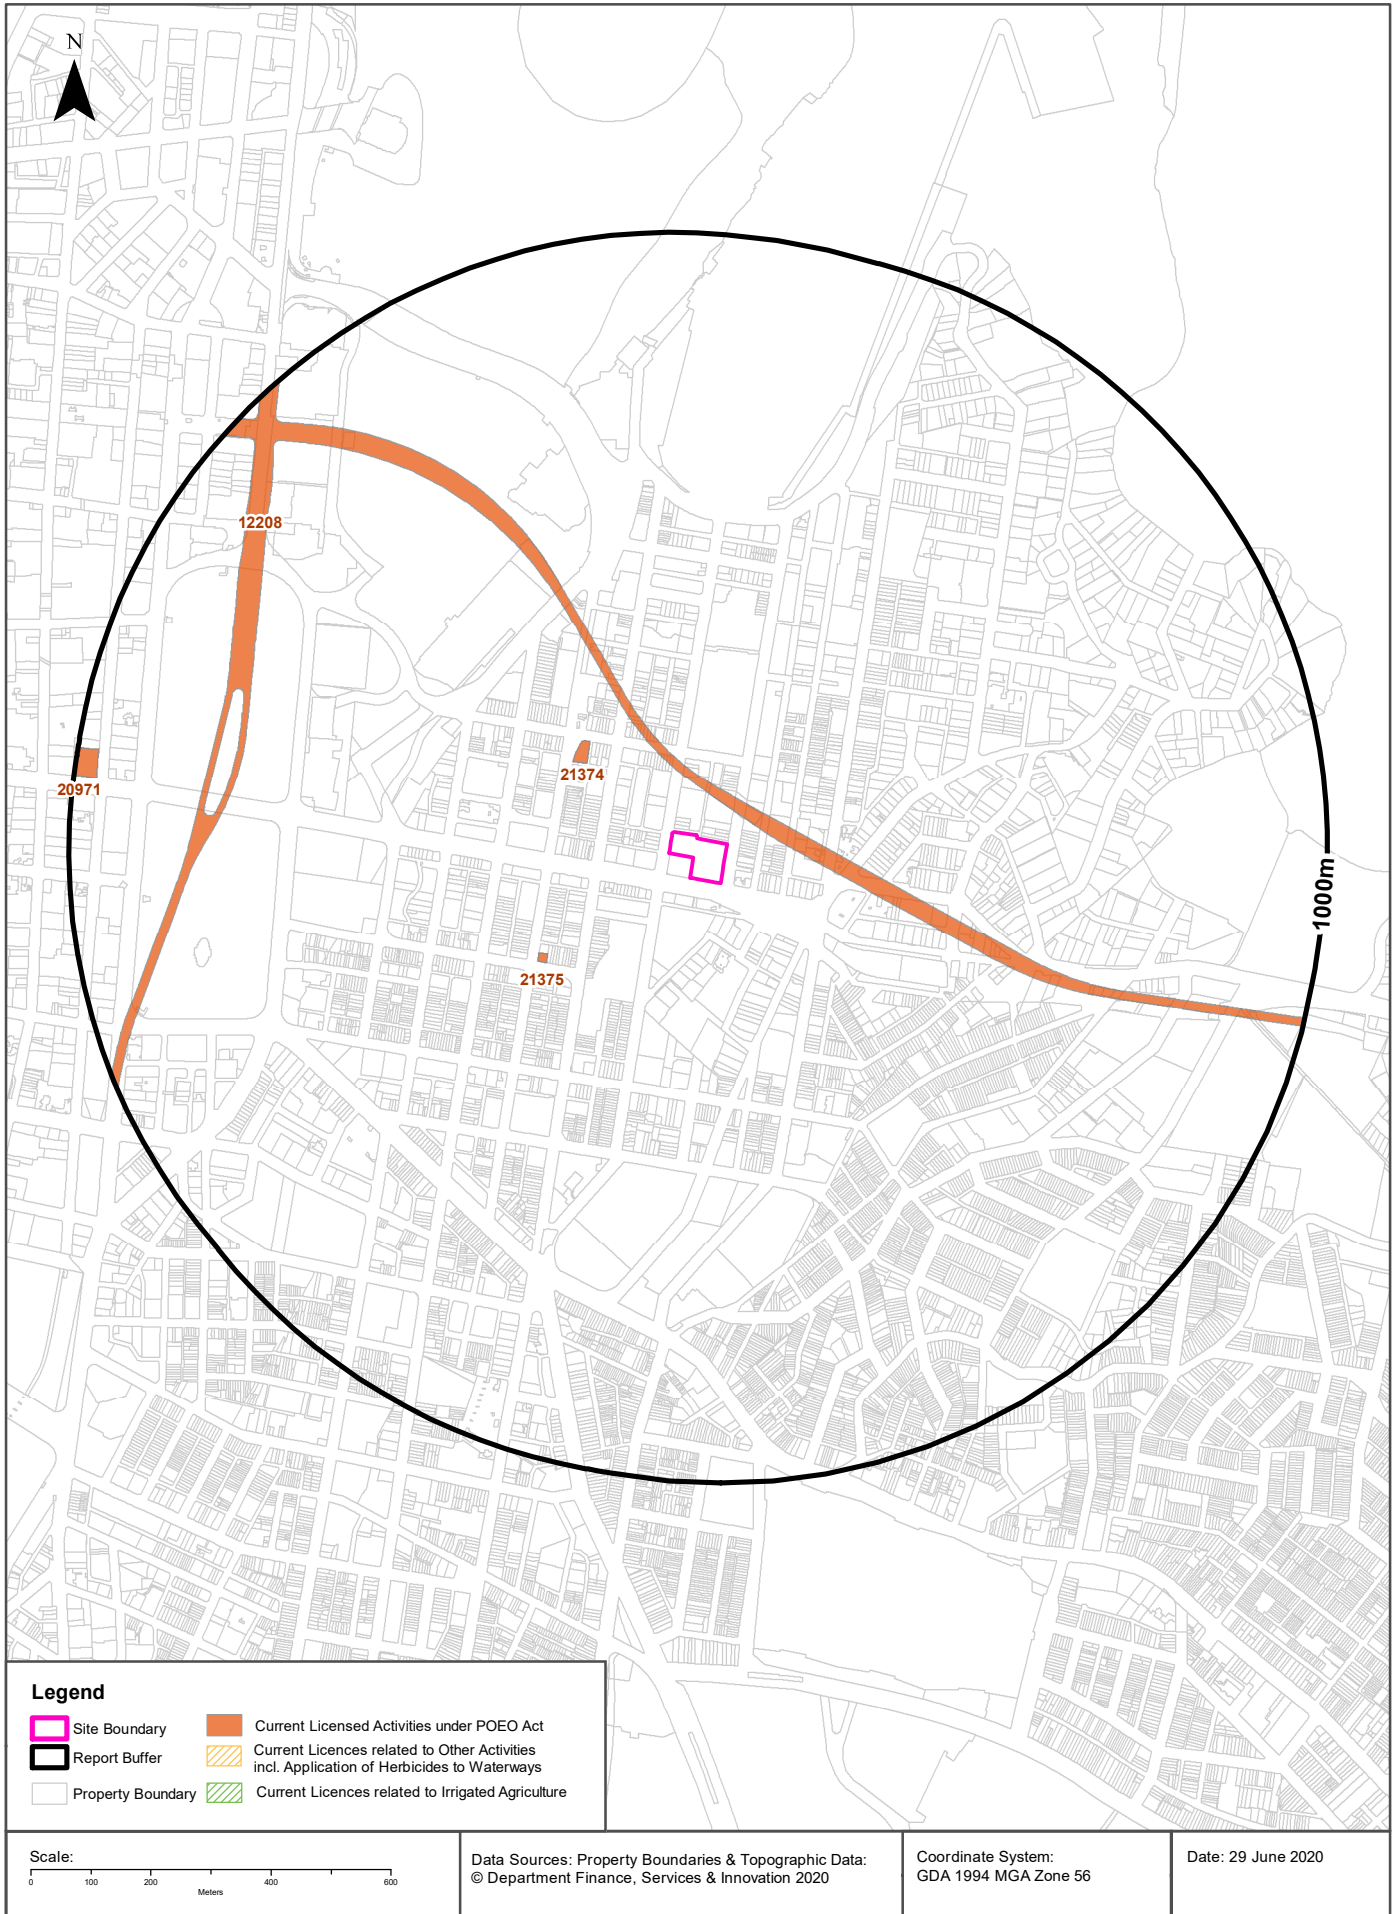 N
12208
20971
21374
21375
1000m
Legend
Site Boundary
Report Buffer
Property Boundary
Current Licensed Activities under POEO Act
Current Licences related to Other Activities
incl. Application of Herbicides to Waterways
Current Licences related to Irrigated Agriculture
Scale:
0 100 200 400 600
Meters
Data Sources: Property Boundaries & Topographic Data:
© Department Finance, Services & Innovation 2020
Coordinate System:
GDA 1994 MGA Zone 56
Date: 29 June 2020